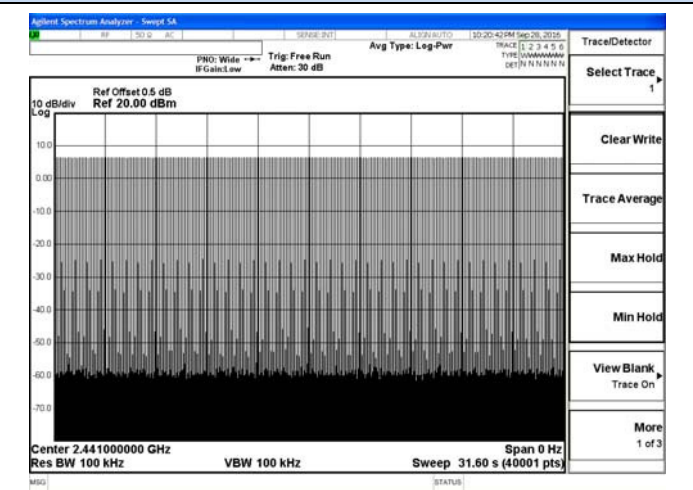 Agilent Spectrum Analyzer - Swept SA
RF 50 Ω AC SENSE:INT ALIGN AUTO 10:20:42 PM Sep 28, 2016
PNO: Wide Trig: Free Run Avg Type: Log-Pwr TRACE 1 2 3 4 5 6
IFGain:Low Atten: 30 dB TYPE
DET N N N N N N
Ref Offset 0.5 dB
10 dB/div Ref 20.00 dBm
Log
10.0
0.00
-10.0
-20.0
-30.0
-40.0
-50.0
-60.0
-70.0
Center 2.441000000 GHz Span 0 Hz
Res BW 100 kHz VBW 100 kHz Sweep 31.60 s (40001 pts)
MSG STATUS
Trace/Detector
Select Trace
1
Clear Write
Trace Average
Max Hold
Min Hold
View Blank
Trace On
More
1 of 3